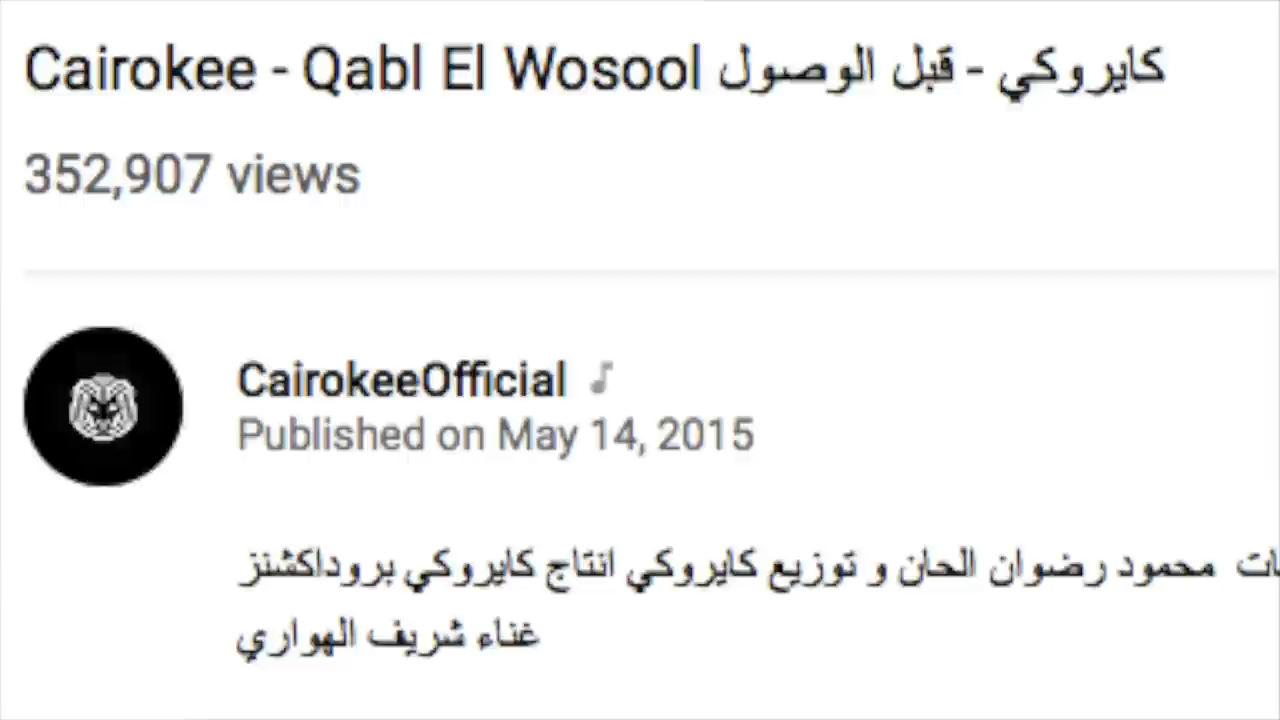 Cairokee - Qabl El Wosool كايروكي - قبل الوصول
352,907 views
CairokeeOfficial
Published on May 14, 2015
محمود رضوان الحان و توزيع كايروكي انتاج كايروكي بروداكشنز
غناء شريف الهواري